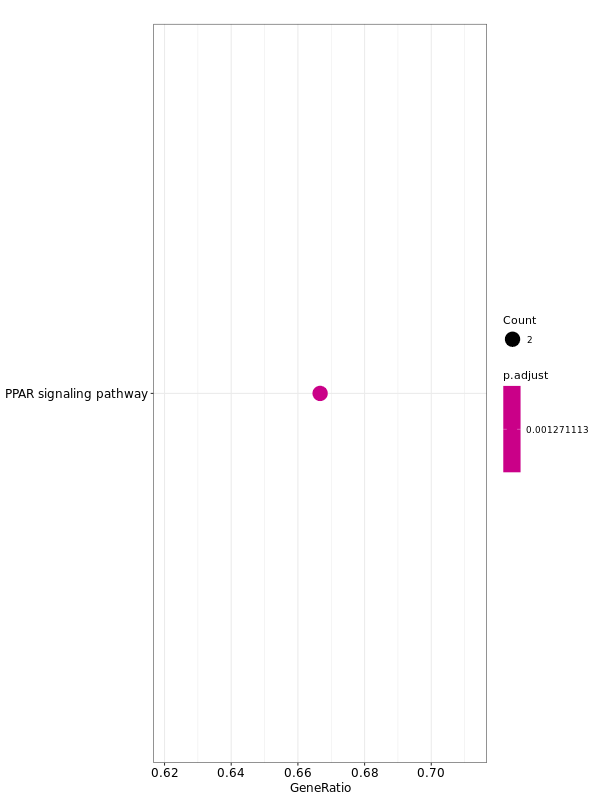 Count
2
p.adjust
0.001271113
PPAR signaling pathway
0.62 0.64 0.66 0.68 0.70
GeneRatio